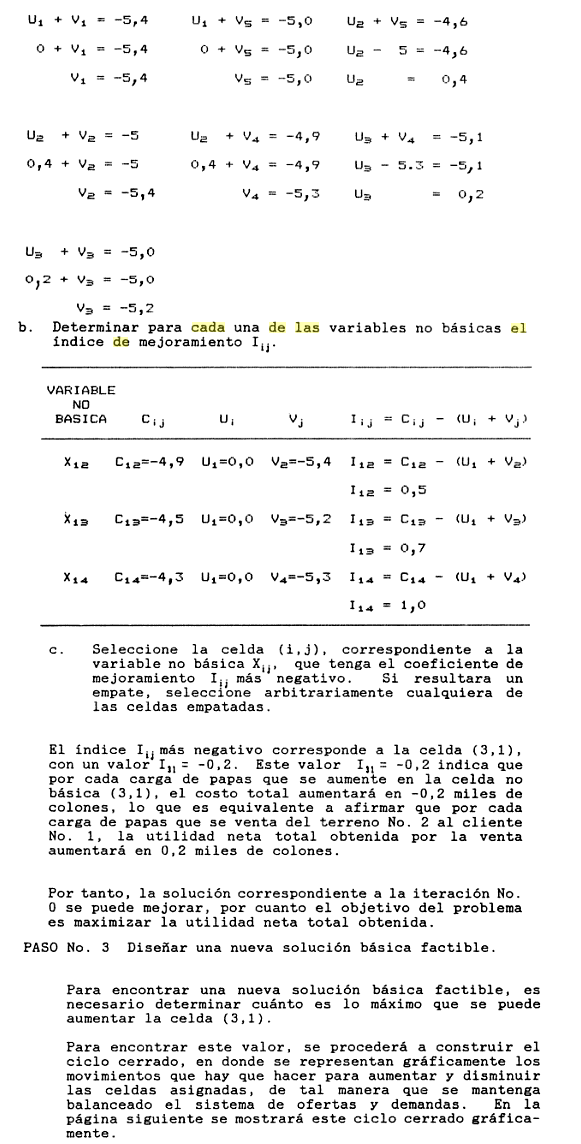 U₁ + V₁ = -5,4 U₁ + V₅ = -5,0 U₂ + V₅ = -4,6
0 + V₁ = -5,4 0 + V₅ = -5,0 U₂ - 5 = -4,6
V₁ = -5,4 V₅ = -5,0 U₂ = 0,4
U₂ + V₂ = -5 U₂ + V₄ = -4,9 U₃ + V₄ = -5,1
0,4 + V₂ = -5 0,4 + V₄ = -4,9 U₃ - 5.3 = -5,1
V₂ = -5,4 V₄ = -5,3 U₃ = 0,2
U₃ + V₃ = -5,0
0,2 + V₃ = -5,0
V₃ = -5,2
b. Determinar para cada una de las variables no básicas el
índice de mejoramiento Iᵢⱼ.
VARIABLE
NO
BASICA Cᵢⱼ Uᵢ Vⱼ Iᵢⱼ = Cᵢⱼ - (Uᵢ + Vⱼ)
X₁₂ C₁₂=-4,9 U₁=0,0 V₂=-5,4 I₁₂ = C₁₂ - (U₁ + V₂)
I₁₂ = 0,5
X₁₃ C₁₃=-4,5 U₁=0,0 V₃=-5,2 I₁₃ = C₁₃ - (U₁ + V₃)
I₁₃ = 0,7
X₁₄ C₁₄=-4,3 U₁=0,0 V₄=-5,3 I₁₄ = C₁₄ - (U₁ + V₄)
I₁₄ = 1,0
c. Seleccione la celda (i,j), correspondiente a la
variable no básica Xᵢⱼ, que tenga el coeficiente de
mejoramiento Iᵢⱼ más negativo. Si resultara un
empate, seleccione arbitrariamente cualquiera de
las celdas empatadas.
El índice Iᵢⱼ más negativo corresponde a la celda (3,1),
con un valor I₃₁ = -0,2. Este valor I₃₁ = -0,2 indica que
por cada carga de papas que se aumente en la celda no
básica (3,1), el costo total aumentará en -0,2 miles de
colones, lo que es equivalente a afirmar que por cada
carga de papas que se venta del terreno No. 2 al cliente
No. 1, la utilidad neta total obtenida por la venta
aumentará en 0,2 miles de colones.
Por tanto, la solución correspondiente a la iteración No.
0 se puede mejorar, por cuanto el objetivo del problema
es maximizar la utilidad neta total obtenida.
PASO No. 3 Diseñar una nueva solución básica factible.
Para encontrar una nueva solución básica factible, es
necesario determinar cuánto es lo máximo que se puede
aumentar la celda (3,1).
Para encontrar este valor, se procederá a construir el
ciclo cerrado, en donde se representan gráficamente los
movimientos que hay que hacer para aumentar y disminuir
las celdas asignadas, de tal manera que se mantenga
balanceado el sistema de ofertas y demandas. En la
página siguiente se mostrará este ciclo cerrado gráfica-
mente.